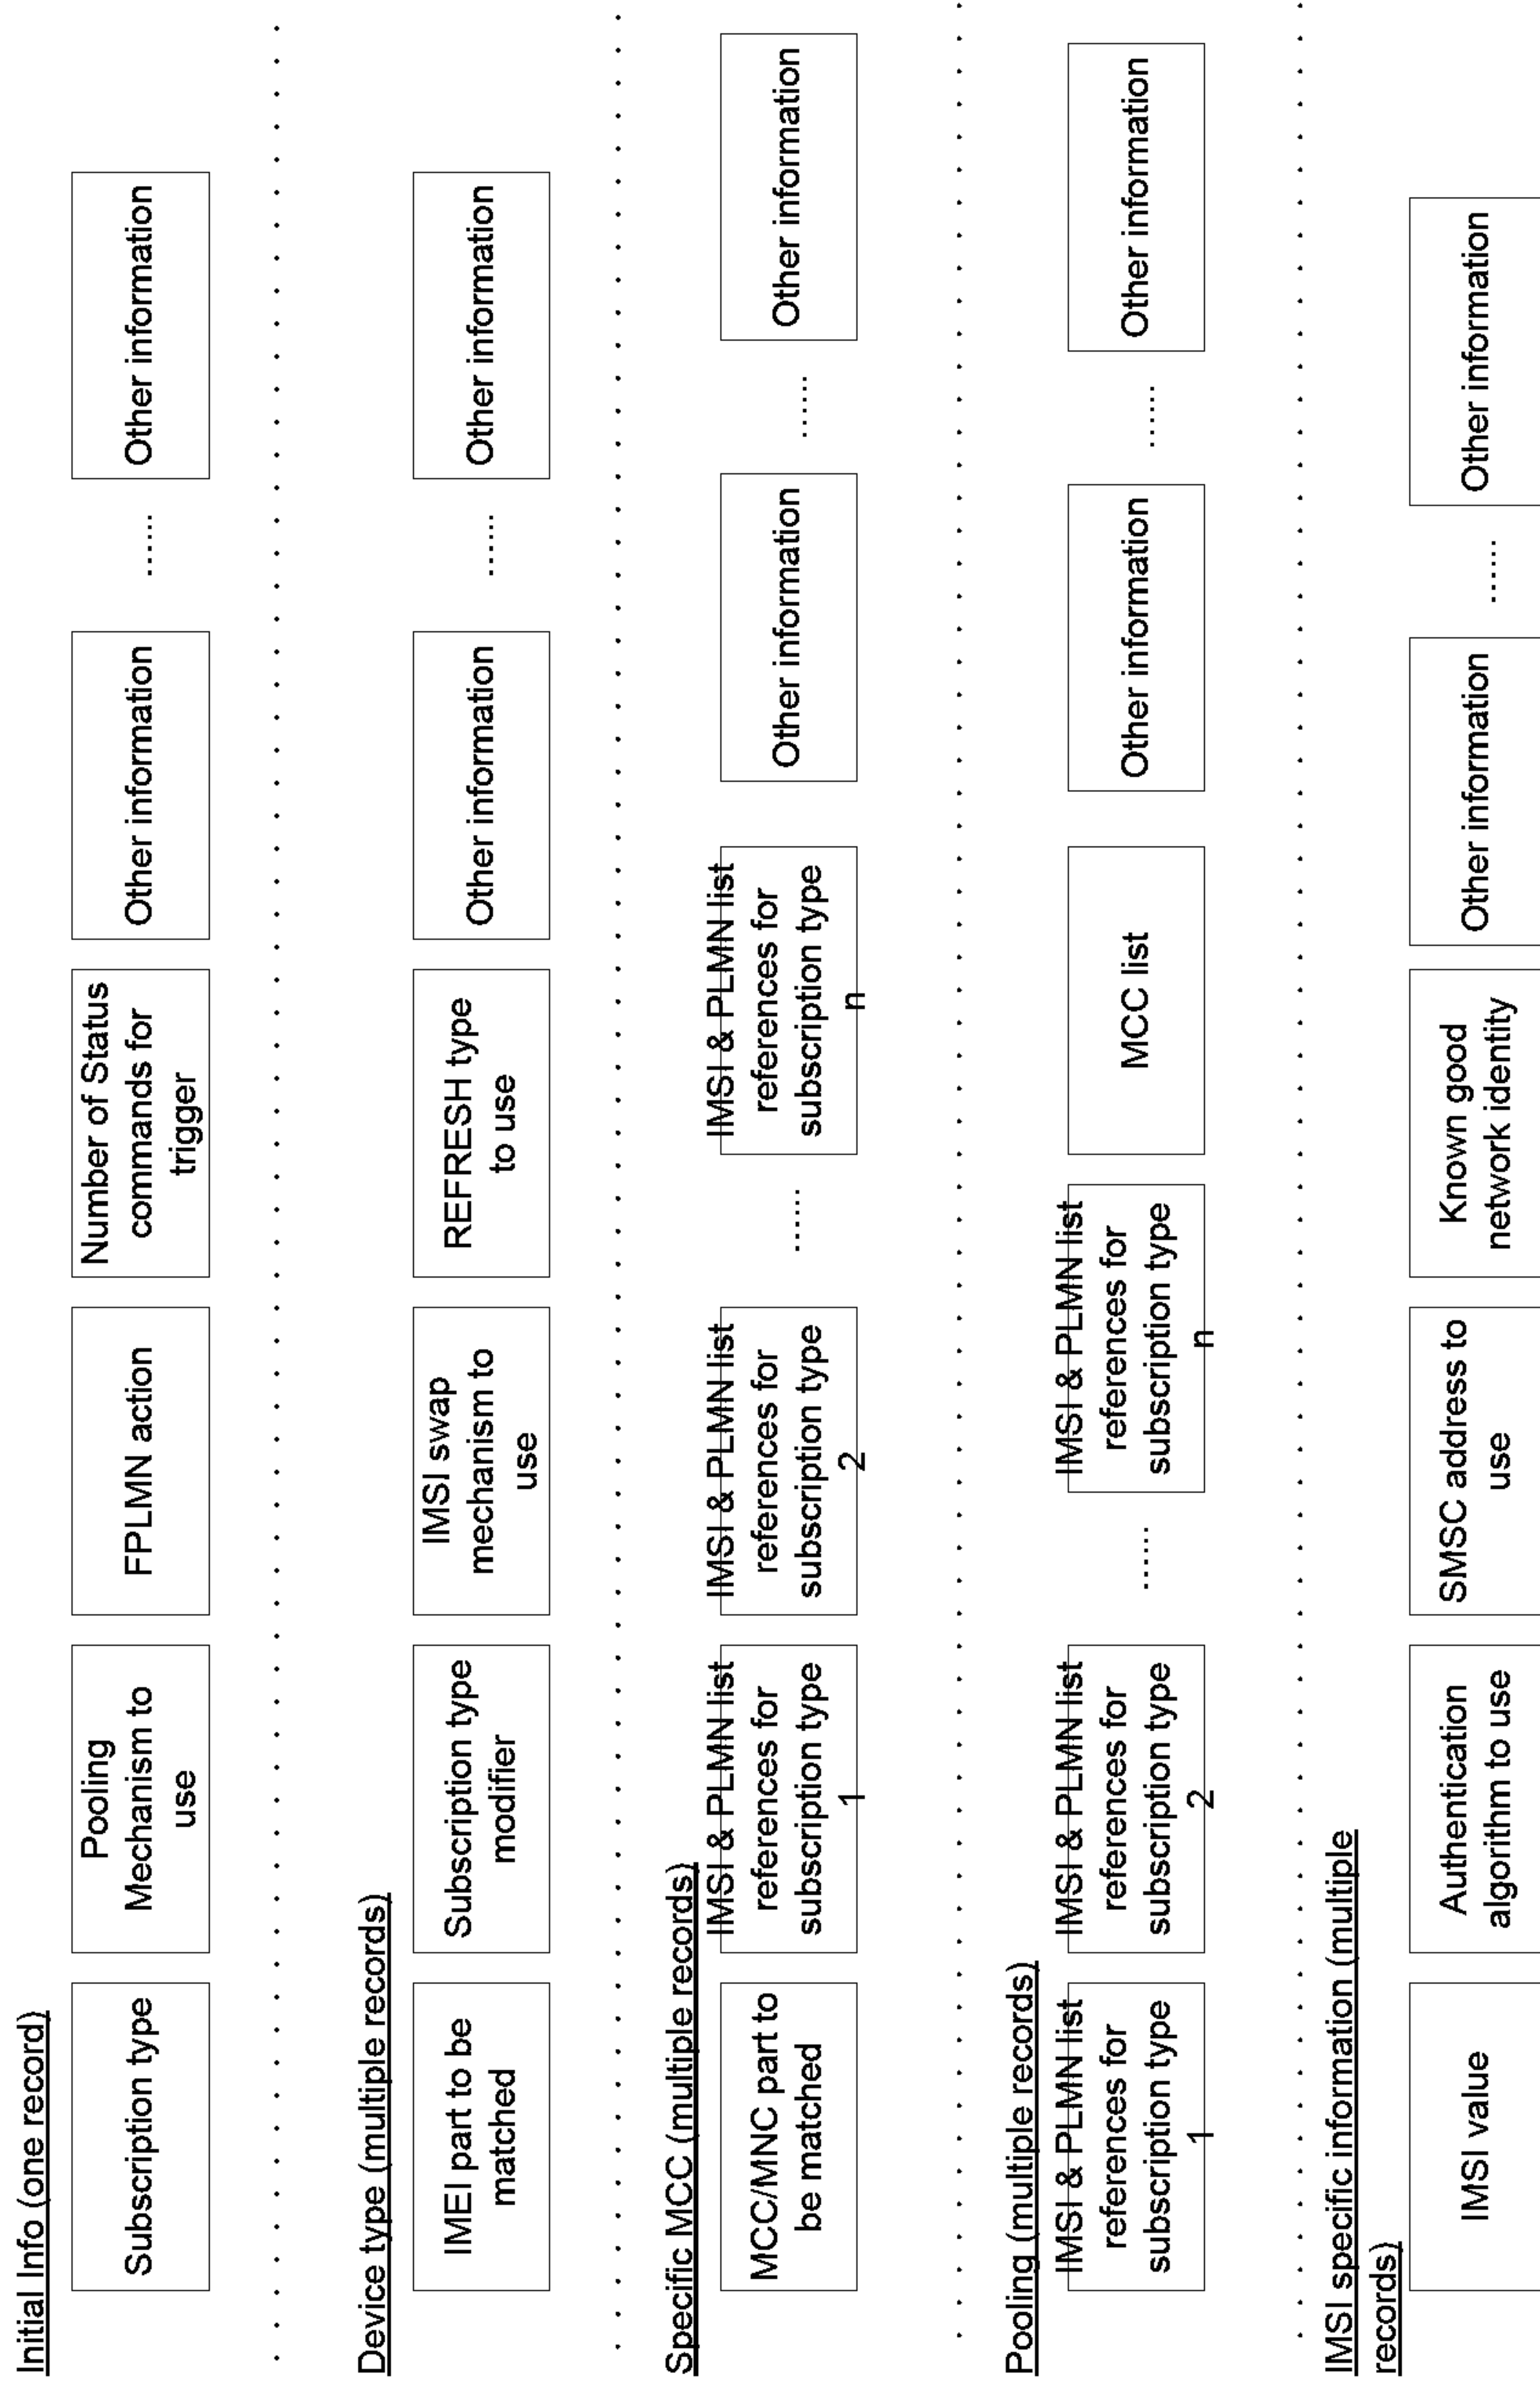 Initial Info (one record)
Subscription type
Pooling
Mechanism to
use
FPLMN action
Number of Status
commands for
trigger
Other information
.....
Other information
Device type (multiple records)
IMEI part to be
matched
Subscription type
modifier
IMSI swap
mechanism to
use
REFRESH type
to use
Other information
.....
Other information
Specific MCC (multiple records)
MCC/MNC part to
be matched
IMSI & PLMN list
references for
subscription type
1
IMSI & PLMN list
references for
subscription type
2
.....
IMSI & PLMN list
references for
subscription type
n
Other information
.....
Other information
Pooling (multiple records)
IMSI & PLMN list
references for
subscription type
1
IMSI & PLMN list
references for
subscription type
2
.....
IMSI & PLMN list
references for
subscription type
n
MCC list
Other information
.....
Other information
IMSI specific information (multiple
records)
IMSI value
Authentication
algorithm to use
SMSC address to
use
Known good
network identity
Other information
.....
Other information